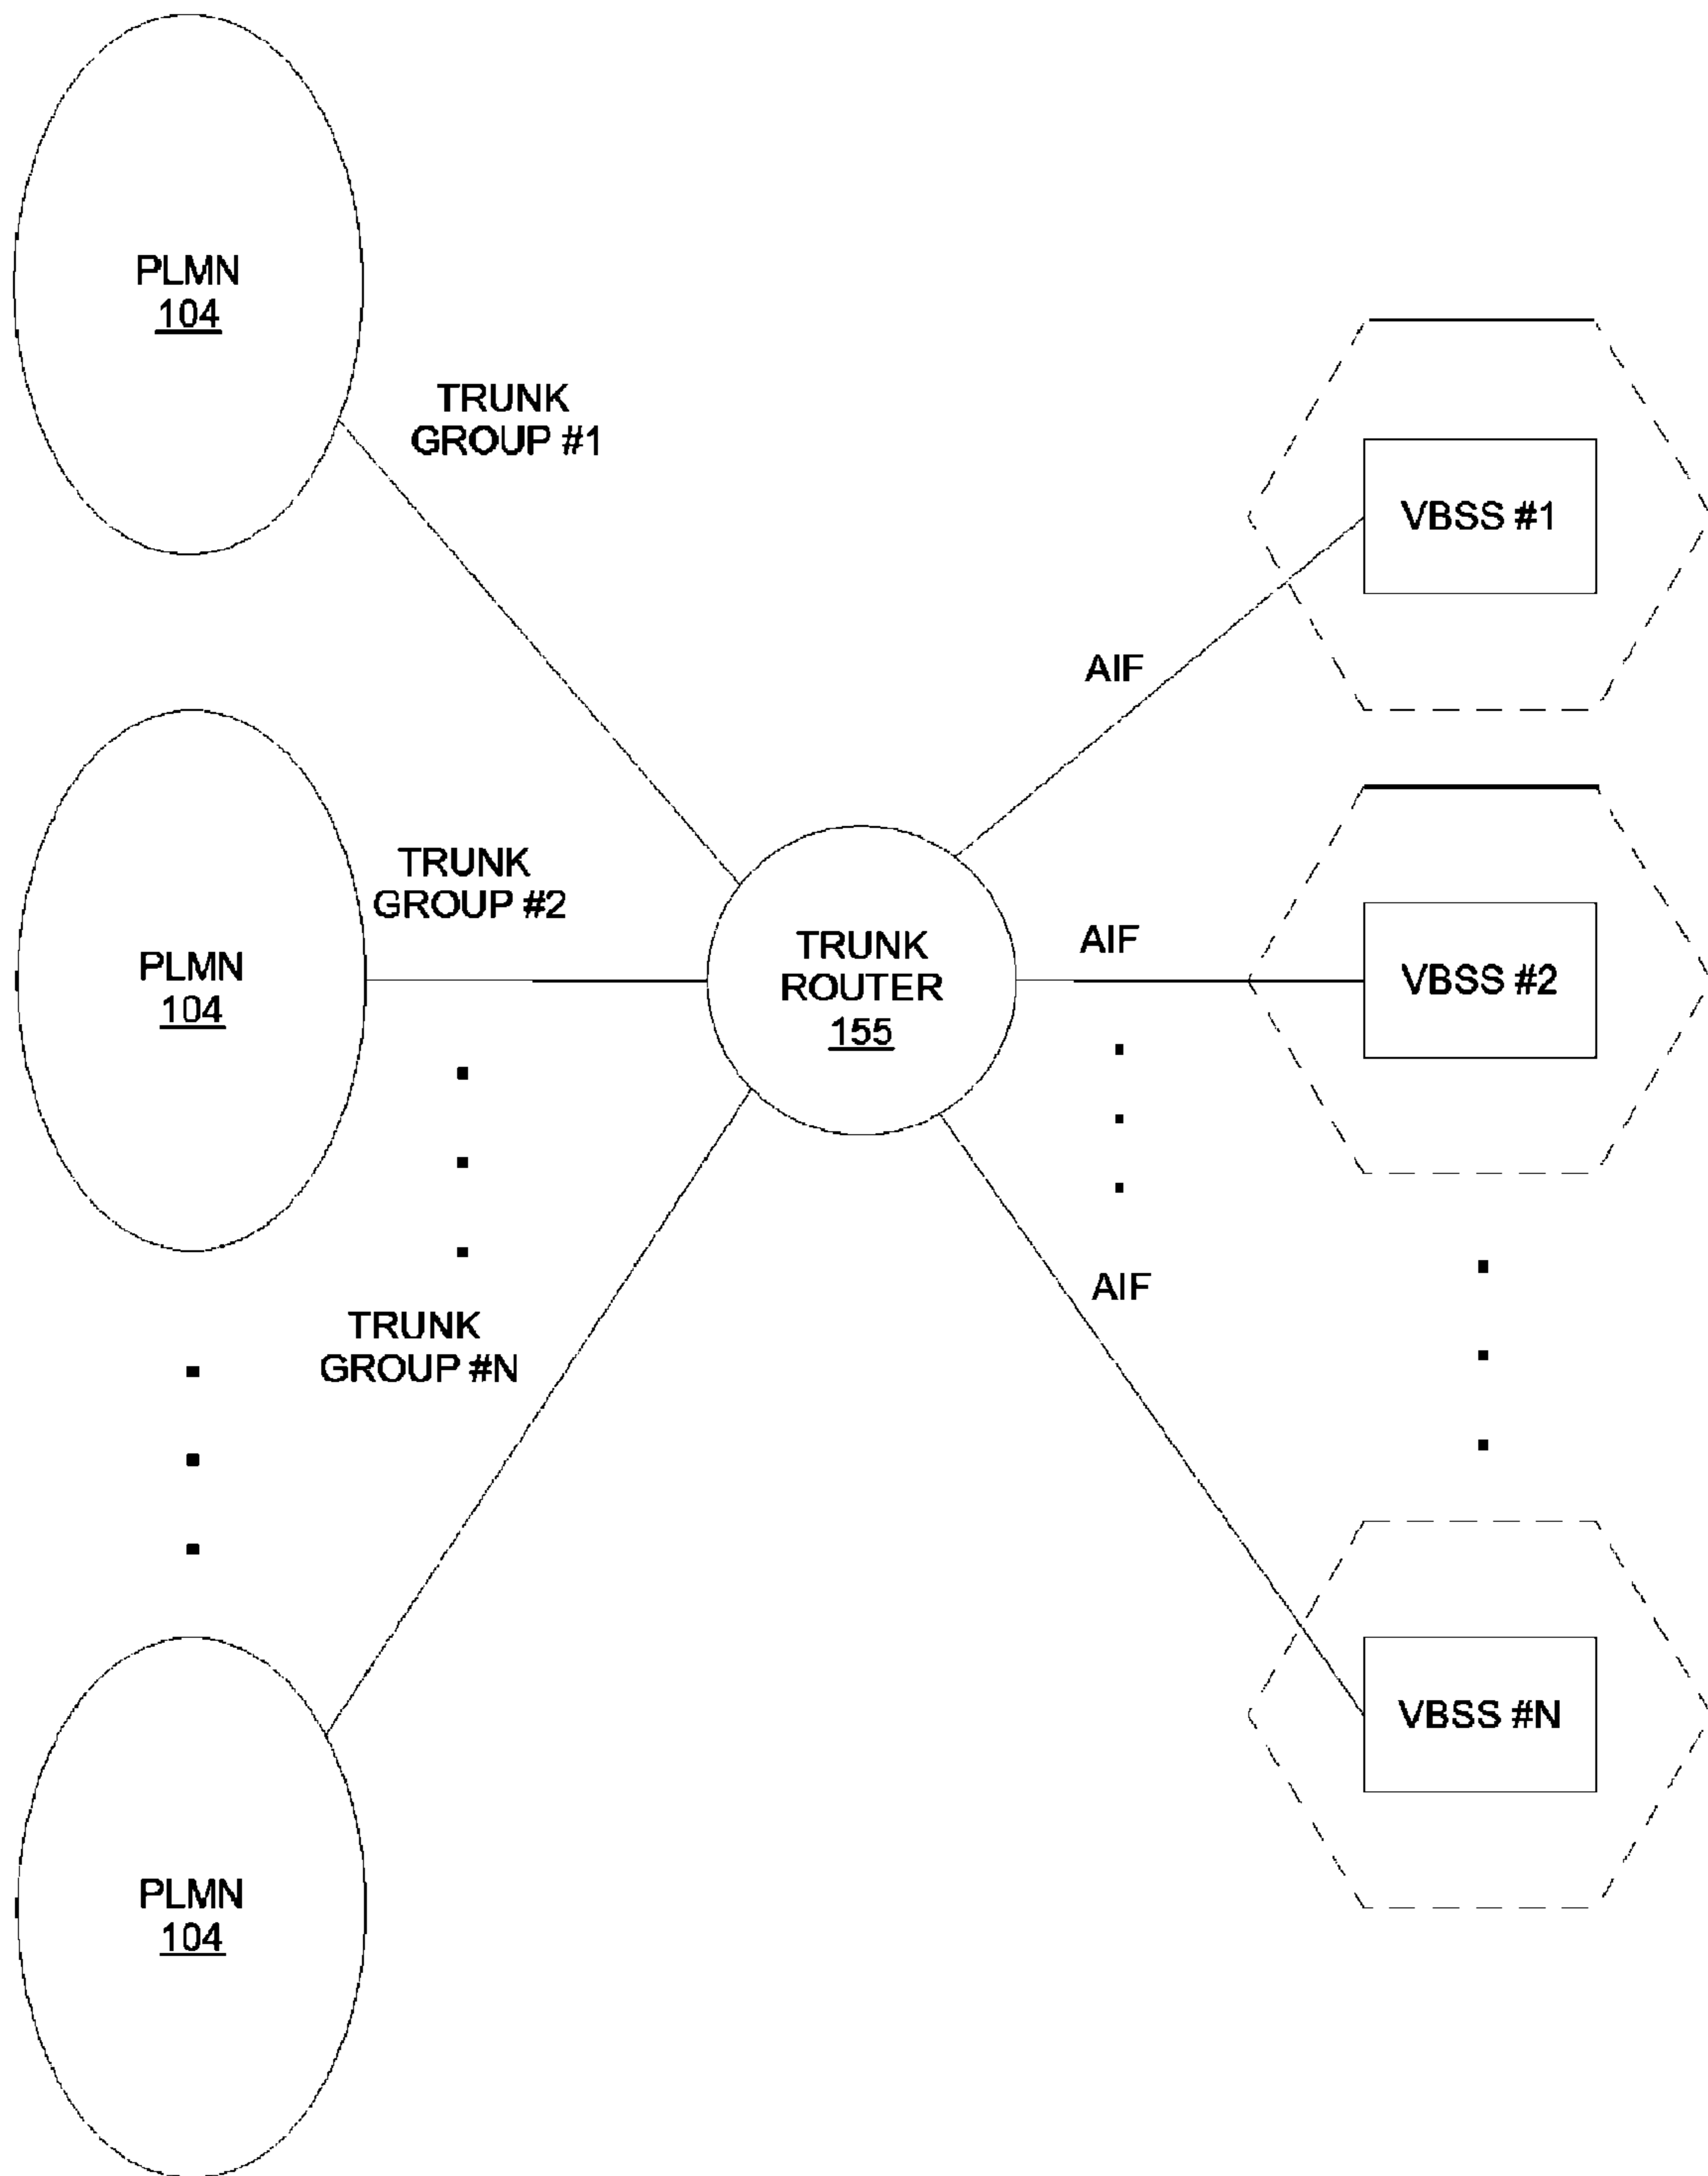 PLMN
104
TRUNK
GROUP #1
VBSS #1
AIF
TRUNK
GROUP #2
PLMN
104
TRUNK
ROUTER
155
AIF
VBSS #2
AIF
TRUNK
GROUP #N
VBSS #N
PLMN
104